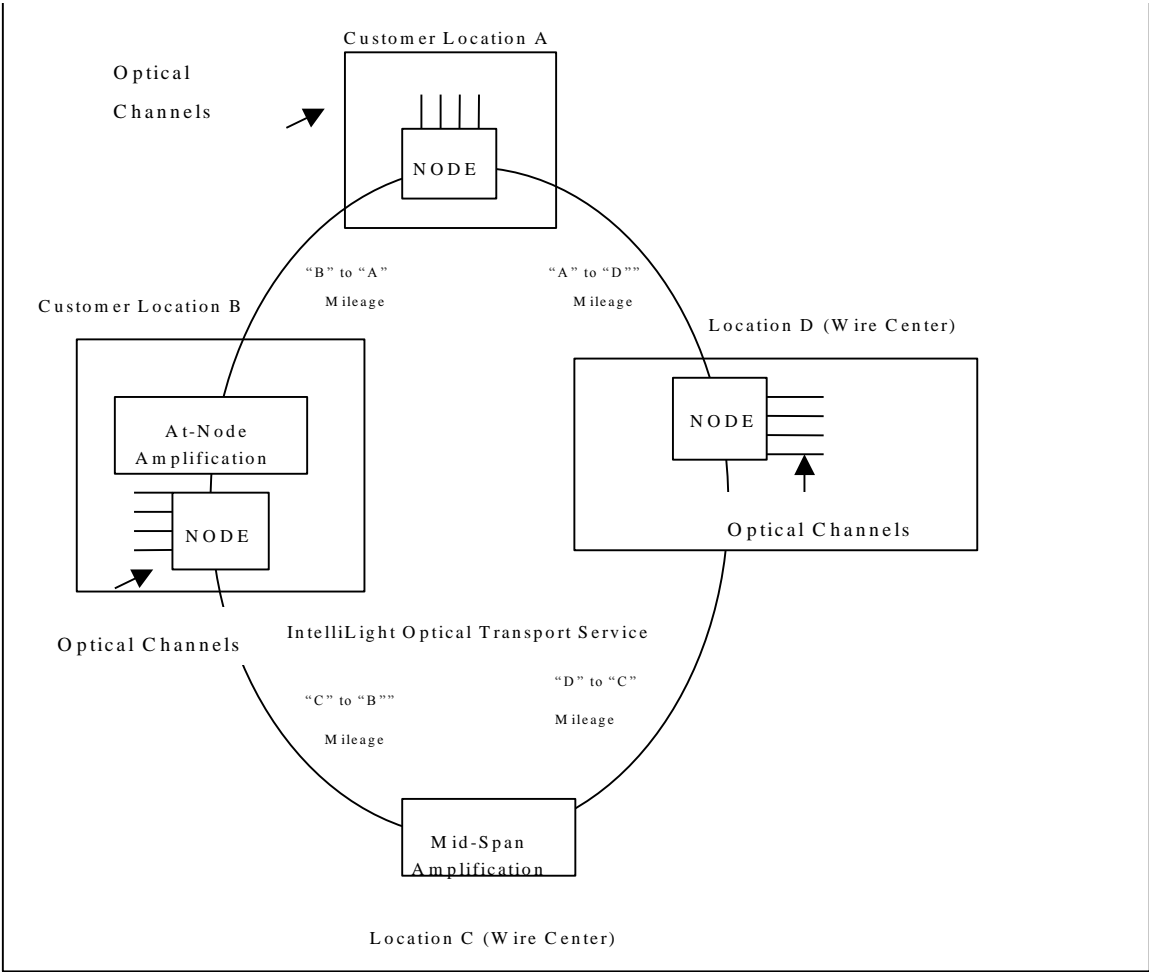 Customer Location A
Optical
Channels
NODE
“B” to “A”
Mileage
“A” to “D””
Mileage
Customer Location B
Location D (Wire Center)
At-Node
Amplification
NODE
NODE
Optical Channels
Optical Channels
IntelliLight Optical Transport Service
“C” to “B””
Mileage
“D” to “C”
Mileage
Mid-Span
Amplification
Location C (Wire Center)